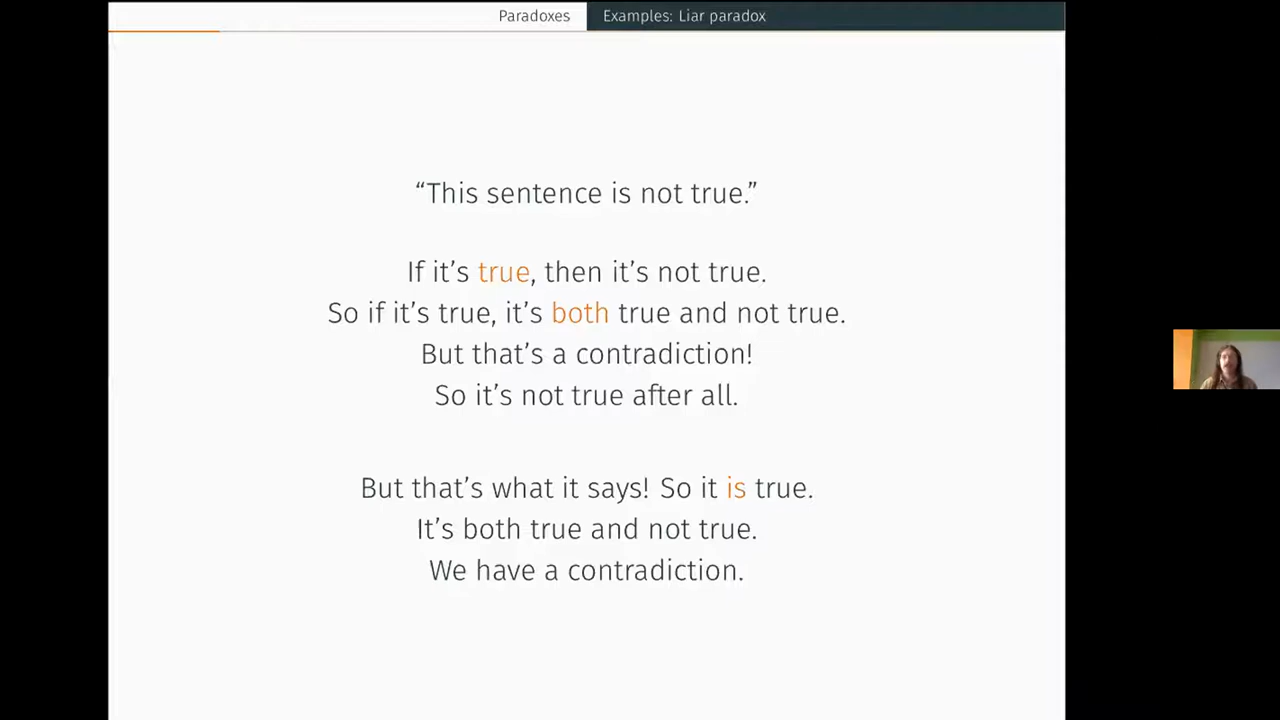 Paradoxes
Examples: Liar paradox
“This sentence is not true.”
If it’s true, then it’s not true.
So if it’s true, it’s both true and not true.
But that’s a contradiction!
So it’s not true after all.
But that’s what it says! So it is true.
It’s both true and not true.
We have a contradiction.